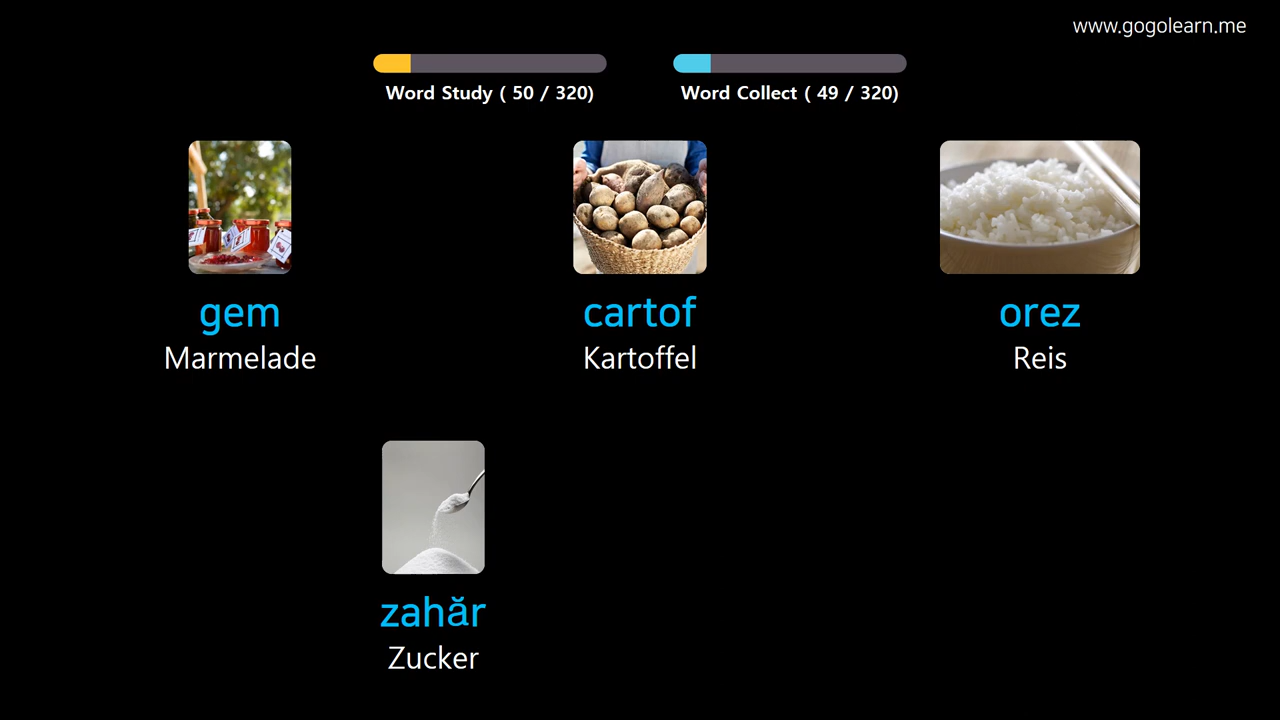 www.gogolearn.me
Word Study ( 50 / 320)
Word Collect ( 49 / 320)
gem
Marmelade
cartof
Kartoffel
orez
Reis
zahăr
Zucker